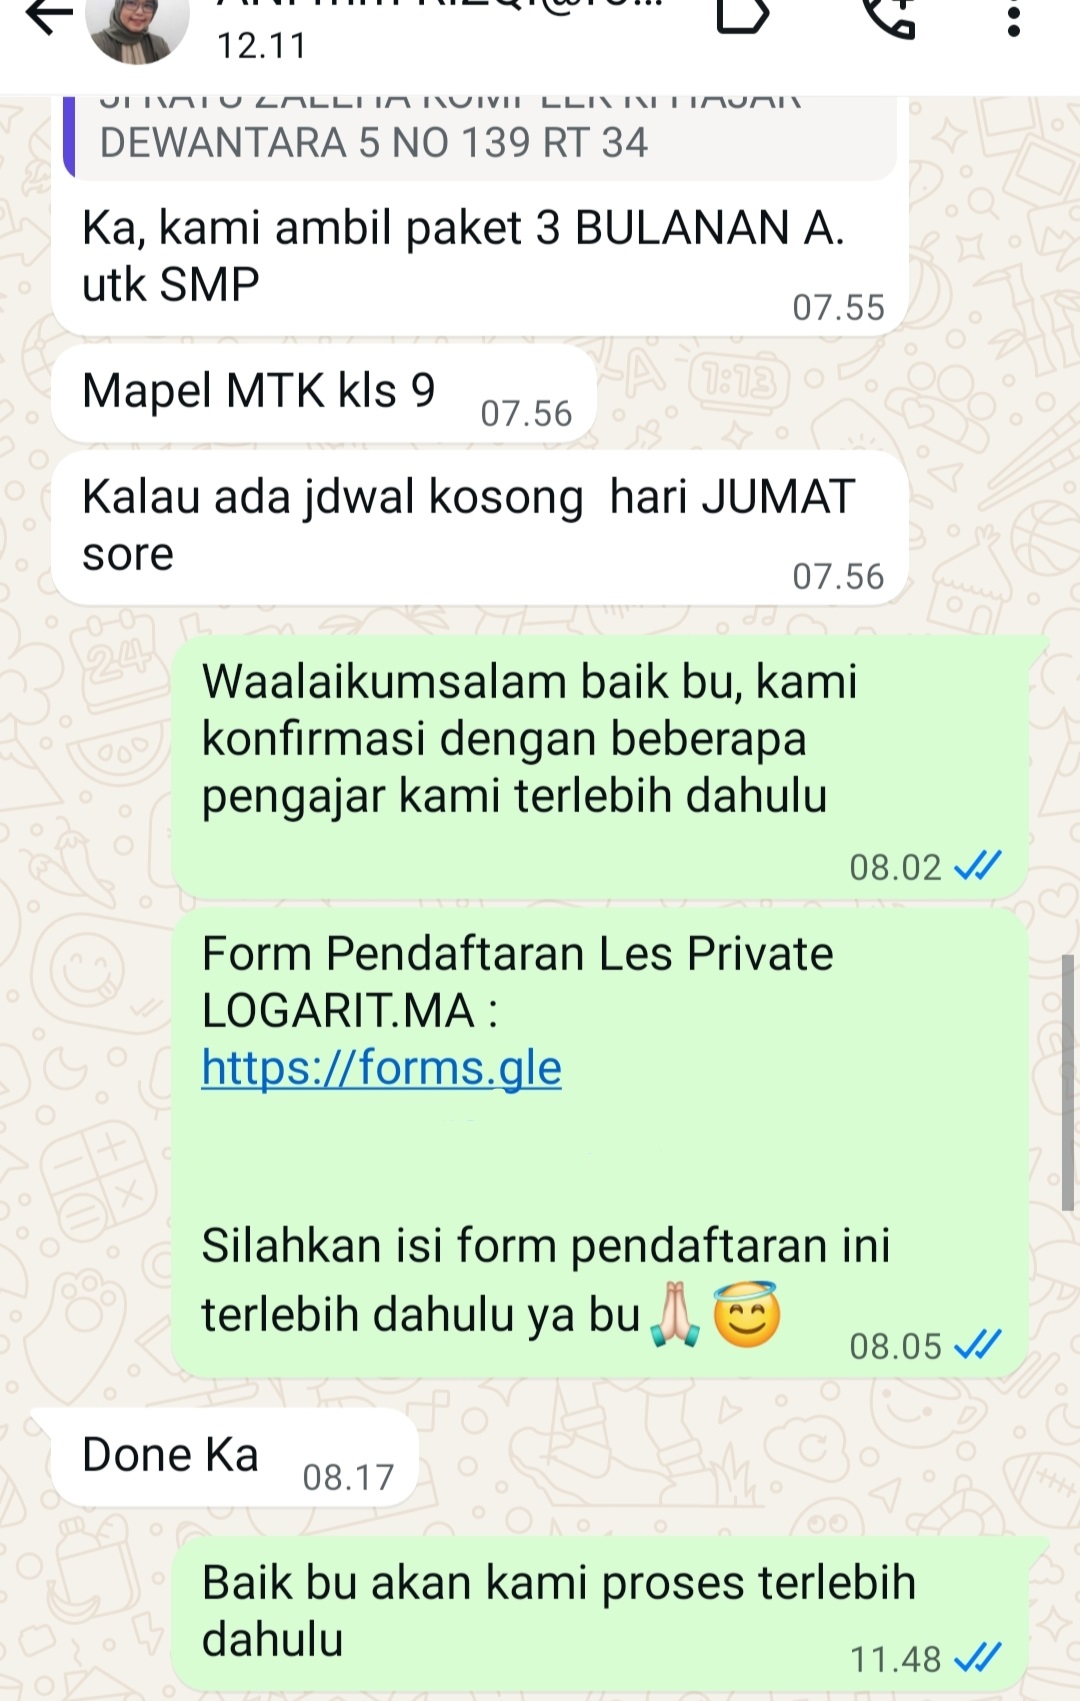 12.11
DEWANTARA 5 NO 139 RT 34
Ka, kami ambil paket 3 BULANAN A.
utk SMP
07.55
Mapel MTK kls 9
07.56
Kalau ada jdwal kosong  hari JUMAT
sore
07.56
Waalaikumsalam baik bu, kami
konfirmasi dengan beberapa
pengajar kami terlebih dahulu
08.02
Form Pendaftaran Les Private
LOGARIT.MA :
https://forms.gle
Silahkan isi form pendaftaran ini
terlebih dahulu ya bu🙏🏻😇
08.05
Done Ka
08.17
Baik bu akan kami proses terlebih
dahulu
11.48